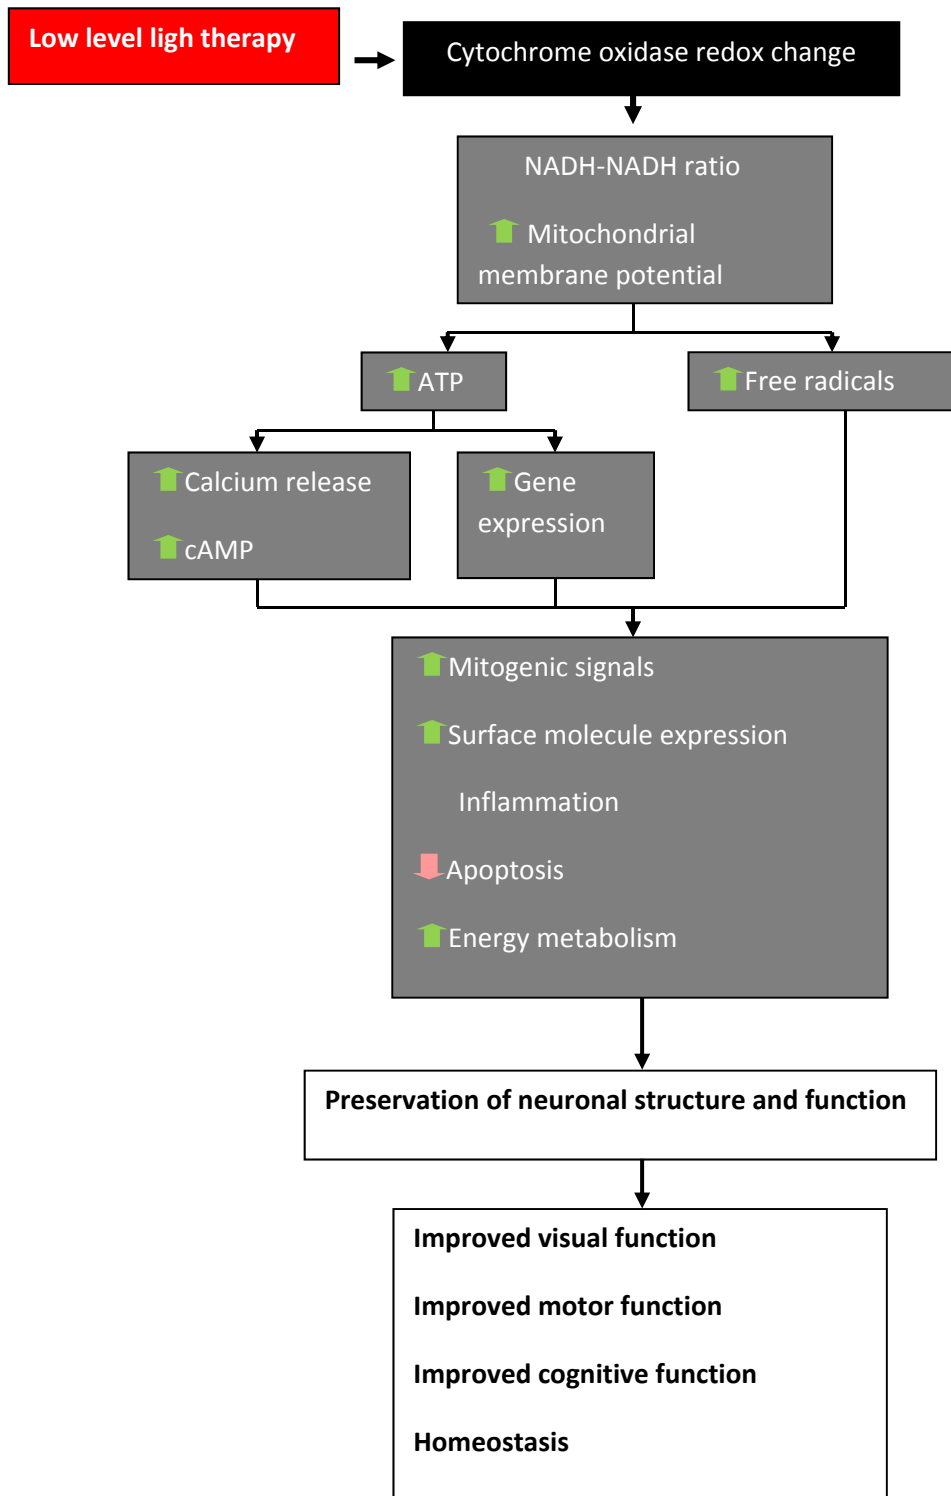 Low level ligh therapy
Cytochrome oxidase redox change
NADH-NADH ratio
Mitochondrial
membrane potential
ATP
Free radicals
Calcium release
cAMP
Gene
expression
Mitogenic signals
Surface molecule expression
Inflammation
Apoptosis
Energy metabolism
Preservation of neuronal structure and function
Improved visual function
Improved motor function
Improved cognitive function
Homeostasis